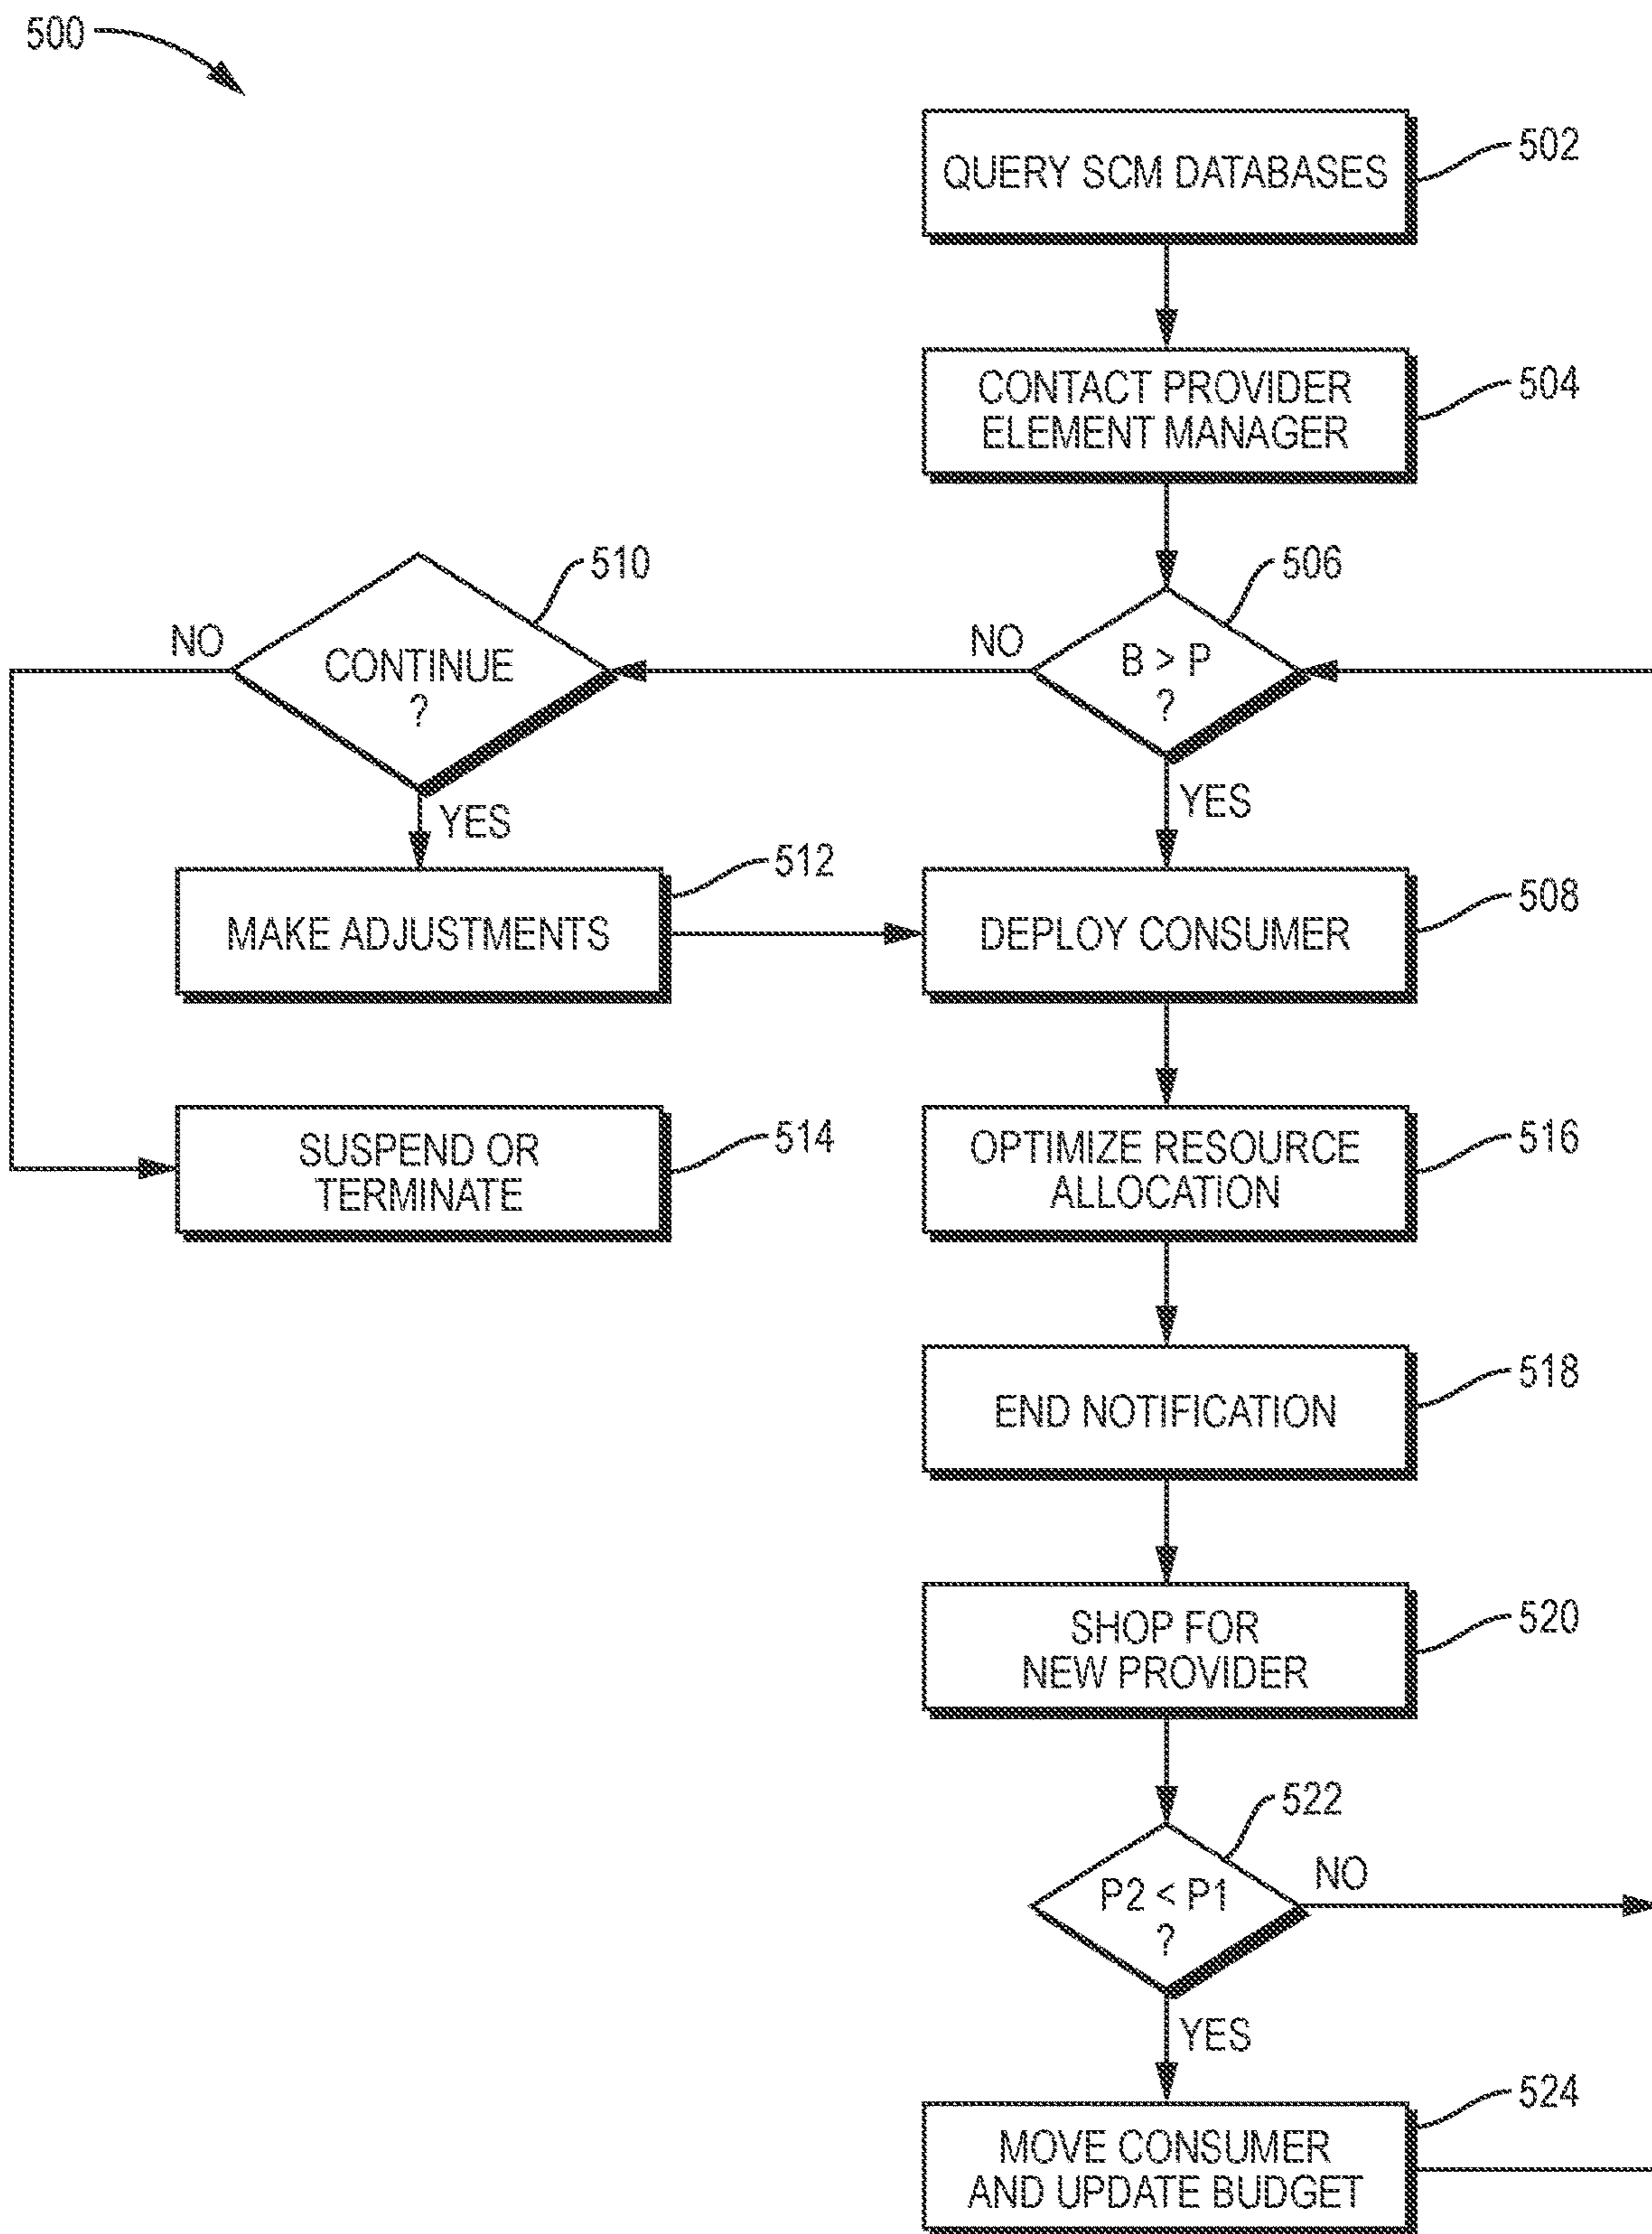 500
QUERY SCM DATABASES
502
CONTACT PROVIDER
ELEMENT MANAGER
504
510
506
NO
CONTINUE
?
NO
B > P
?
YES
YES
512
MAKE ADJUSTMENTS
DEPLOY CONSUMER
508
SUSPEND OR
TERMINATE
514
OPTIMIZE RESOURCE
ALLOCATION
516
END NOTIFICATION
518
SHOP FOR
NEW PROVIDER
520
522
P2 < P1
?
NO
YES
MOVE CONSUMER
AND UPDATE BUDGET
524